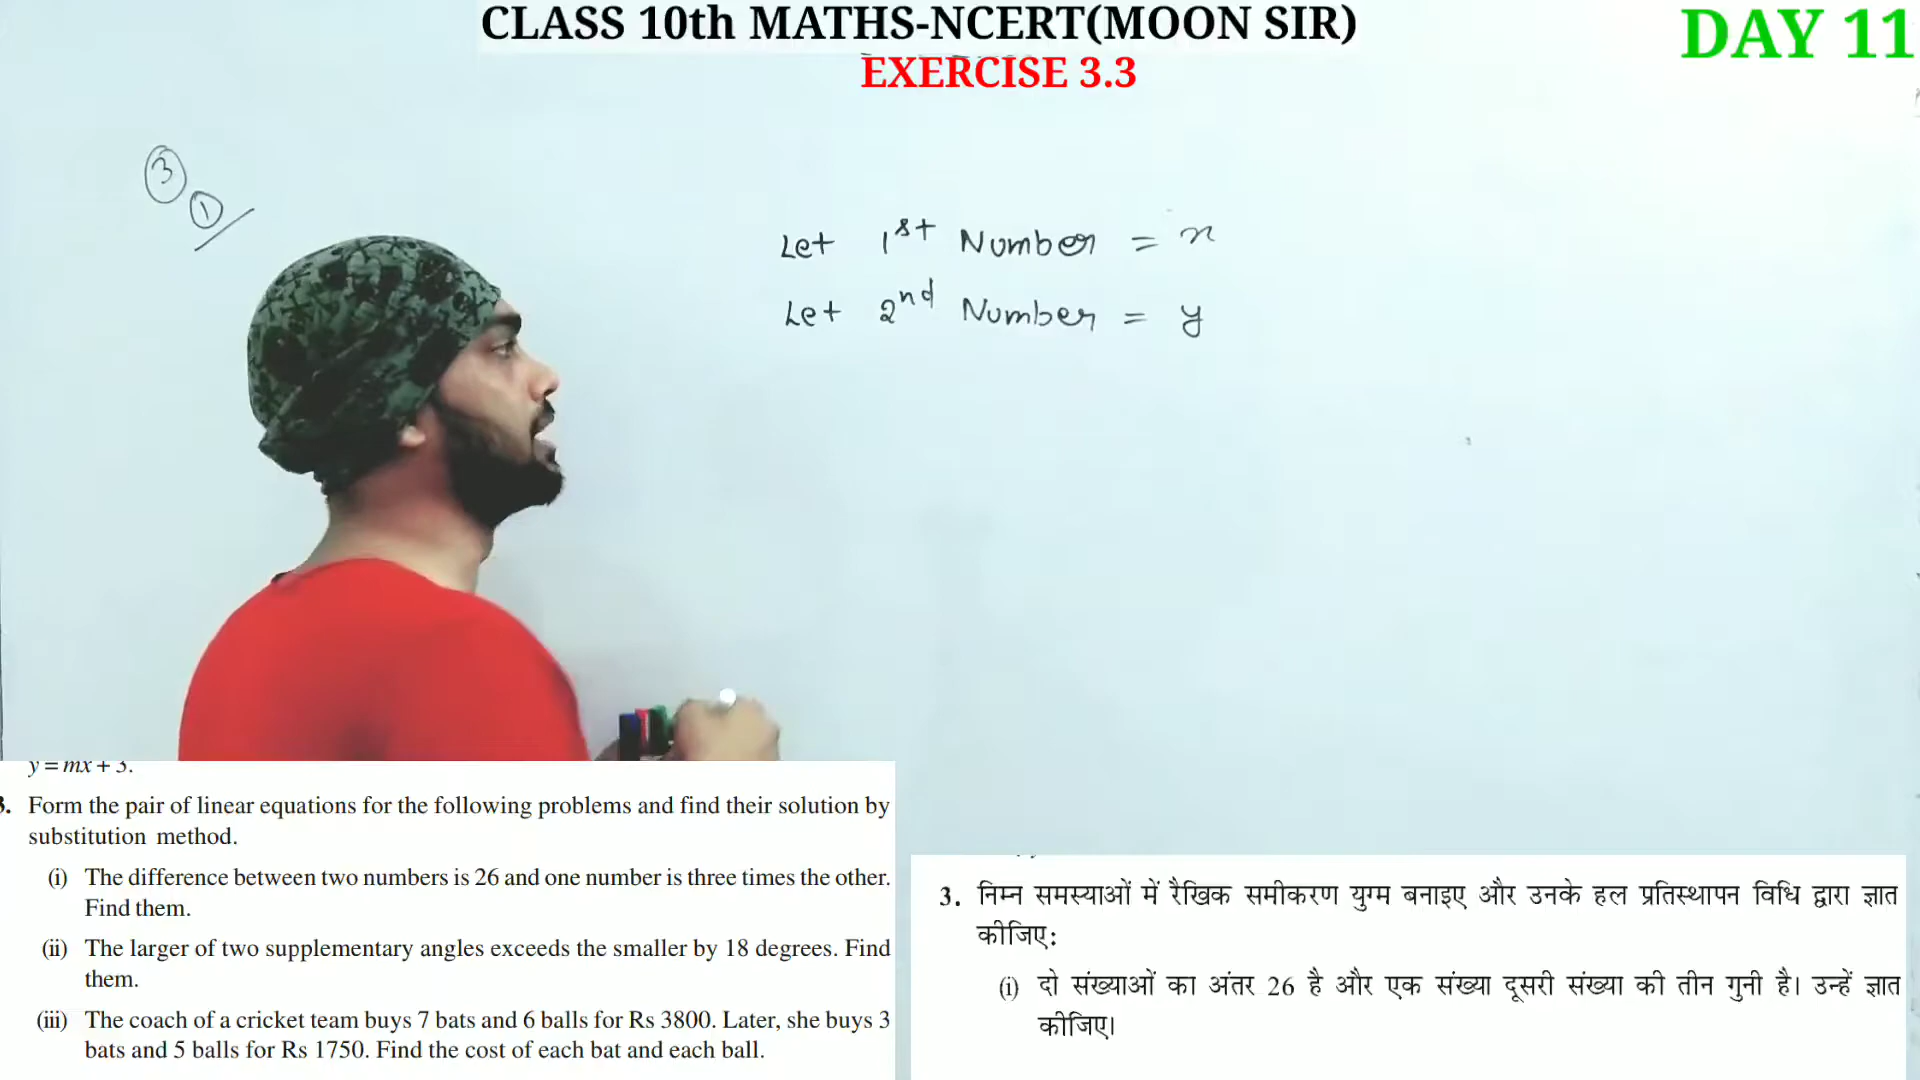 CLASS 10th MATHS-NCERT(MOON SIR)
DAY 11
EXERCISE 3.3
3
1
Let 1st Number = x
Let 2nd Number = y
y = mx + 3.
3. Form the pair of linear equations for the following problems and find their solution by
substitution method.
(i) The difference between two numbers is 26 and one number is three times the other.
Find them.
(ii) The larger of two supplementary angles exceeds the smaller by 18 degrees. Find
them.
(iii) The coach of a cricket team buys 7 bats and 6 balls for Rs 3800. Later, she buys 3
bats and 5 balls for Rs 1750. Find the cost of each bat and each ball.
3. निम्न समस्याओं में रैखिक समीकरण युग्म बनाइए और उनके हल प्रतिस्थापन विधि द्वारा ज्ञात
कीजिए:
(i) दो संख्याओं का अंतर 26 है और एक संख्या दूसरी संख्या की तीन गुनी है। उन्हें ज्ञात
कीजिए।